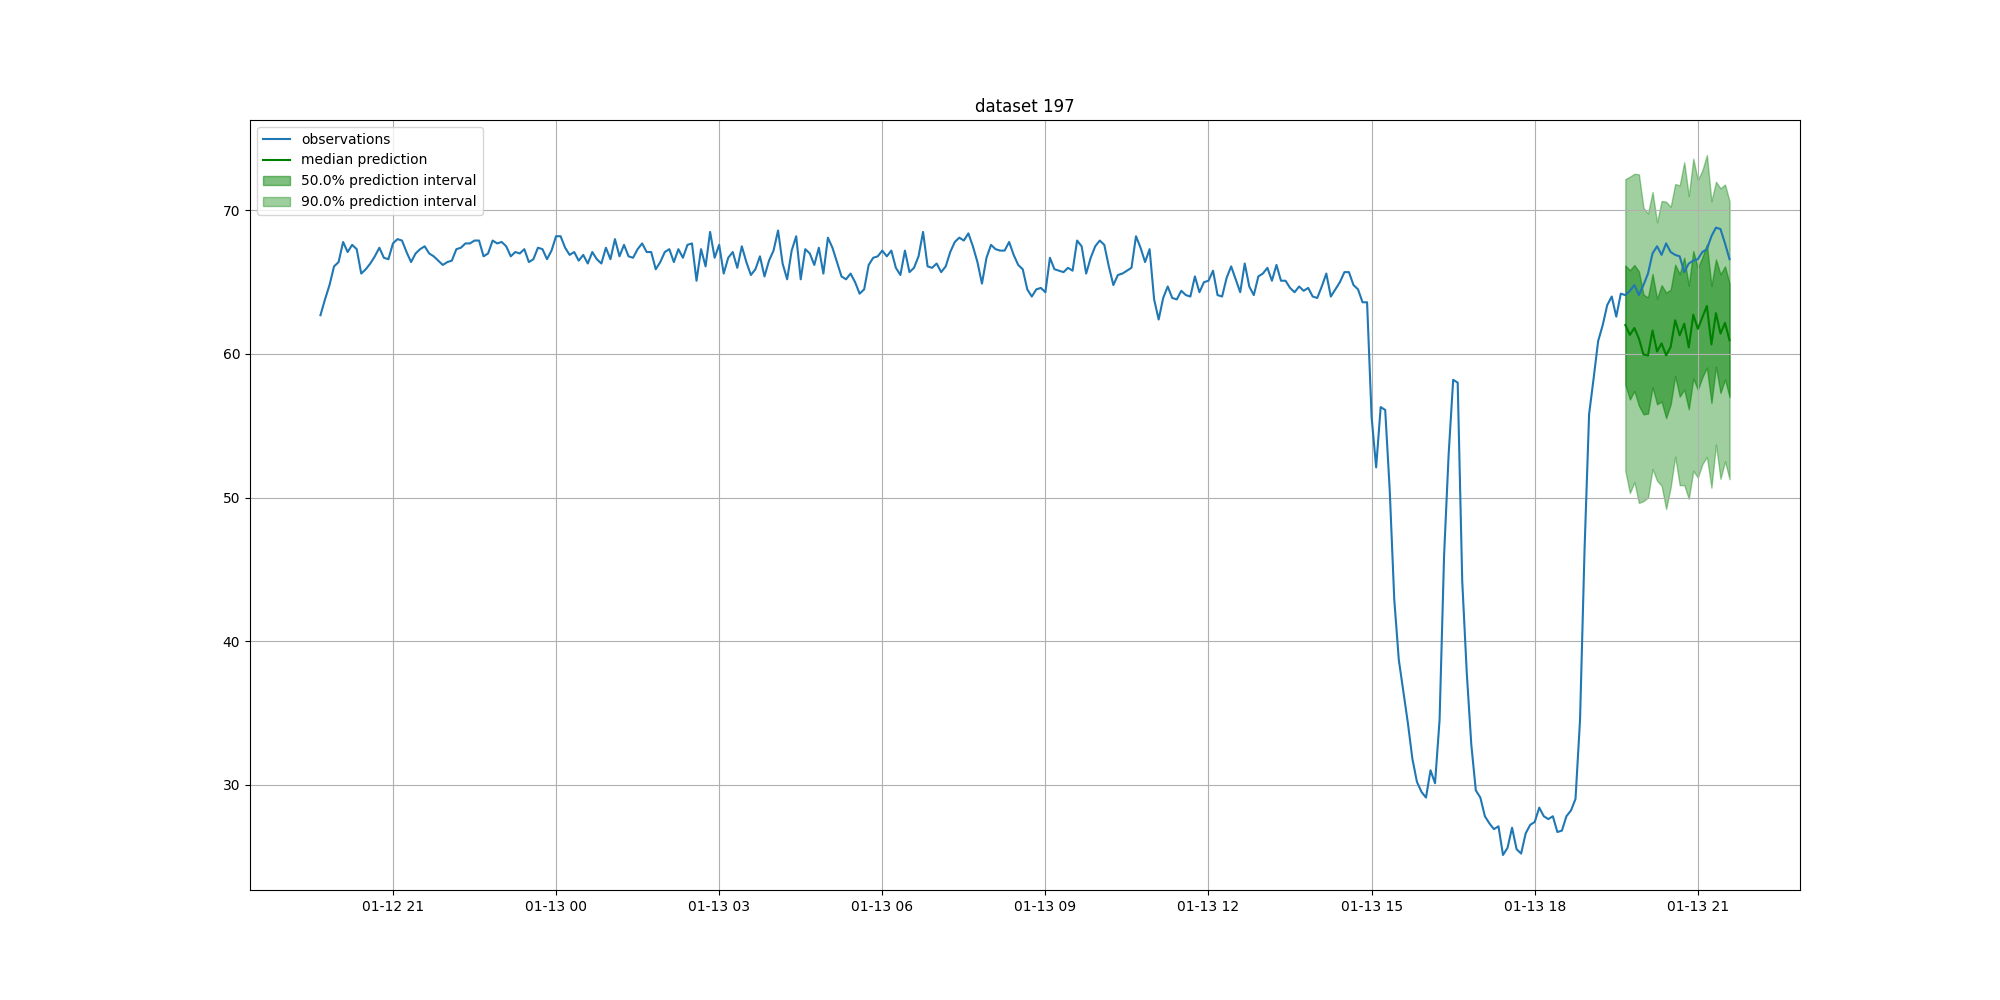 dataset 197
observations
median prediction
50.0% prediction interval
90.0% prediction interval
70
60
50
40
30
01-12 21
01-13 00
01-13 03
01-13 06
01-13 09
01-13 12
01-13 15
01-13 18
01-13 21